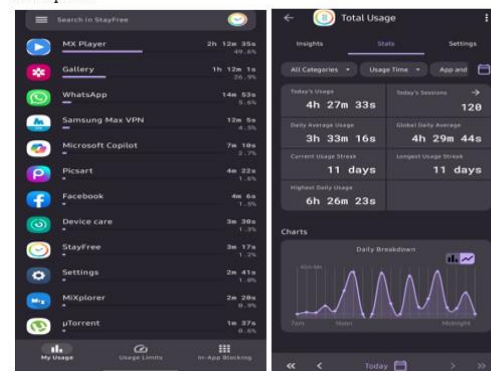 Search in StayFree
MX Player 2h 12m 35s
49.6%
Gallery 1h 12m 1s
26.9%
WhatsApp 14m 53s
5.6%
Samsung Max VPN 12m 5s
4.5%
Microsoft Copilot 7m 10s
2.7%
Picsart 4m 22s
1.6%
Facebook 4m 6s
1.5%
Device care 3m 30s
1.3%
StayFree 3m 17s
1.2%
Settings 2m 41s
1.0%
MiXplorer 2m 20s
0.9%
µTorrent 1m 37s
0.6%
My Usage Usage Limits In-App Blocking
Total Usage
Insights Stats Settings
All Categories Usage Time App and
Today's Usage Today's Sessions
4h 27m 33s 120
Daily Average Usage Global Daily Average
3h 33m 16s 4h 29m 44s
Current Usage Streak Longest Usage Streak
11 days 11 days
Highest Daily Usage
6h 26m 23s
Charts
Daily Breakdown
7am Noon Midnight
Today